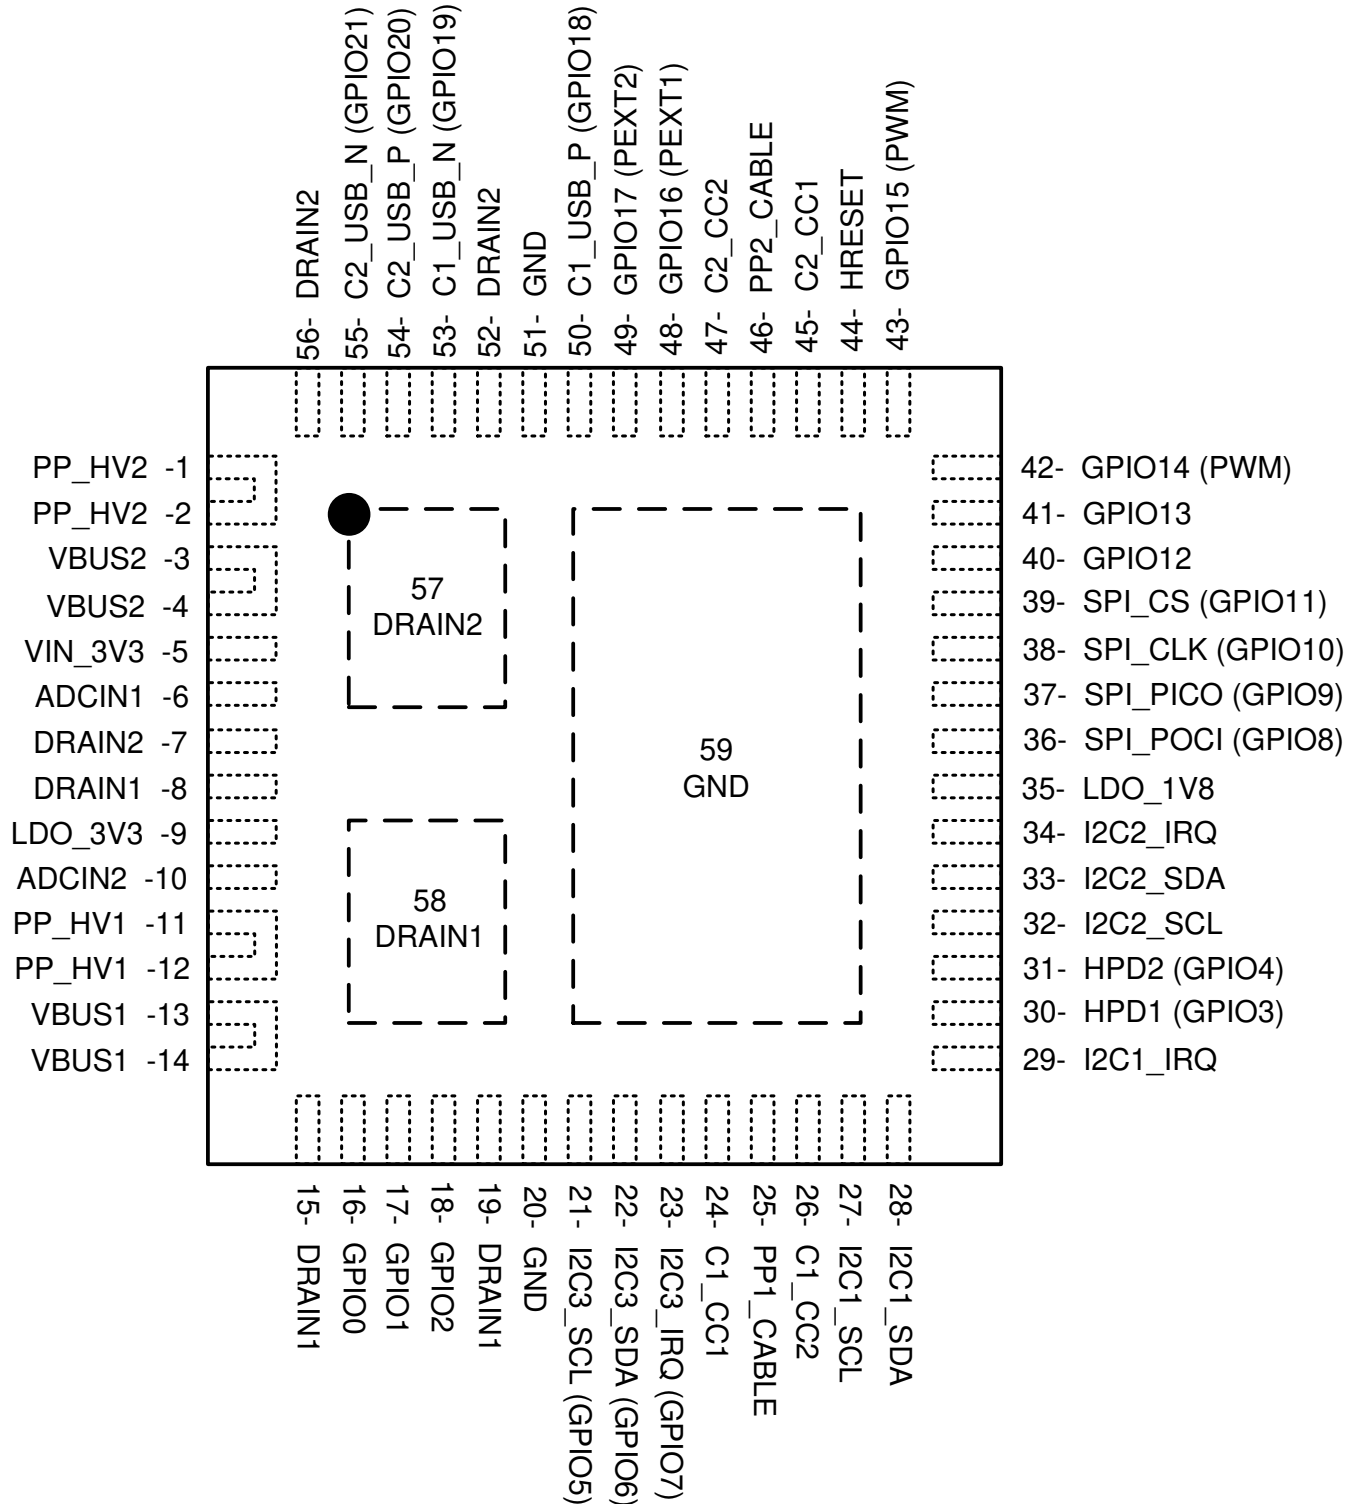 56- DRAIN2
55- C2_USB_N (GPIO21)
54- C2_USB_P (GPIO20)
53- C1_USB_N (GPIO19)
52- DRAIN2
51- GND
50- C1_USB_P (GPIO18)
49- GPIO17 (PEXT2)
48- GPIO16 (PEXT1)
47- C2_CC2
46- PP2_CABLE
45- C2_CC1
44- HRESET
43- GPIO15 (PWM)
PP_HV2 -1
PP_HV2 -2
VBUS2 -3
VBUS2 -4
VIN_3V3 -5
ADCIN1 -6
DRAIN2 -7
DRAIN1 -8
LDO_3V3 -9
ADCIN2 -10
PP_HV1 -11
PP_HV1 -12
VBUS1 -13
VBUS1 -14
57
DRAIN2
58
DRAIN1
59
GND
42- GPIO14 (PWM)
41- GPIO13
40- GPIO12
39- SPI_CS (GPIO11)
38- SPI_CLK (GPIO10)
37- SPI_PICO (GPIO9)
36- SPI_POCI (GPIO8)
35- LDO_1V8
34- I2C2_IRQ
33- I2C2_SDA
32- I2C2_SCL
31- HPD2 (GPIO4)
30- HPD1 (GPIO3)
29- I2C1_IRQ
15- DRAIN1
16- GPIO0
17- GPIO1
18- GPIO2
19- DRAIN1
20- GND
21- I2C3_SCL (GPIO5)
22- I2C3_SDA (GPIO6)
23- I2C3_IRQ (GPIO7)
24- C1_CC1
25- PP1_CABLE
26- C1_CC2
27- I2C1_SCL
28- I2C1_SDA